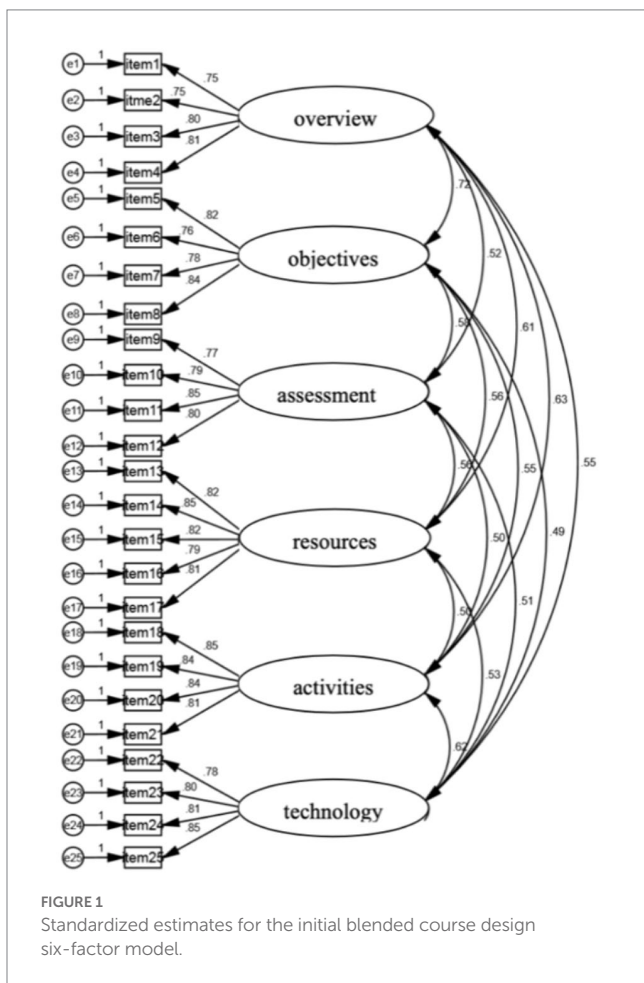 e1 1 item1
.75
e2 1 itme2 .75
overview
e3 1 item3 .80
.81
e4 1 item4
e5 1 item5
.72
.82
e6 1 item6 .76
.52
objectives
e7 1 item7 .78
.84
e8 1 item8
.58
.61
e9 1 item9
.77
e10 1 item10 .79
assessment
.56
.63
e11 1 item11 .85
.80
e12 1 item12
e13 1 item13
.56
.55
.55
.82
e14 1 item14 .85
e15 1 item15 .82
resources
.50
.49
e16 1 item16 .79
.81
e17 1 item17
.51
e18 1 item18
.85
e19 1 item19 .84
.53
activities
e20 1 item20 .84
.81
e21 1 item21
.62
e22 1 item22
.78
e23 1 item23 .80
technology
e24 1 item24 .81
.85
e25 1 item25
FIGURE 1
Standardized estimates for the initial blended course design
six-factor model.